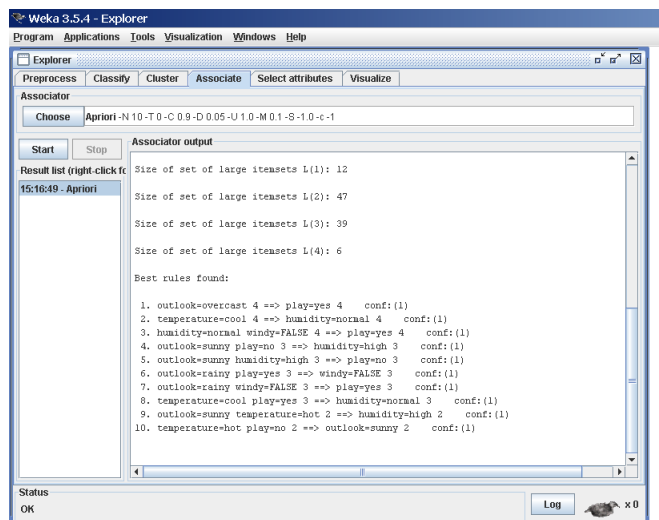 Weka 3.5.4 - Explorer
Program Applications Tools Visualization Windows Help
Explorer
Preprocess Classify Cluster Associate Select attributes Visualize
Associator
Choose Apriori -N 10 -T 0 -C 0.9 -D 0.05 -U 1.0 -M 0.1 -S -1.0 -c -1
Start Stop
Result list (right-click fo
15:16:49 - Apriori
Associator output
Size of set of large itemsets L(1): 12
Size of set of large itemsets L(2): 47
Size of set of large itemsets L(3): 39
Size of set of large itemsets L(4): 6
Best rules found:
1. outlook=overcast 4 ==> play=yes 4 conf:(1)
2. temperature=cool 4 ==> humidity=normal 4 conf:(1)
3. humidity=normal windy=FALSE 4 ==> play=yes 4 conf:(1)
4. outlook=sunny play=no 3 ==> humidity=high 3 conf:(1)
5. outlook=sunny humidity=high 3 ==> play=no 3 conf:(1)
6. outlook=rainy play=yes 3 ==> windy=FALSE 3 conf:(1)
7. outlook=rainy windy=FALSE 3 ==> play=yes 3 conf:(1)
8. temperature=cool play=yes 3 ==> humidity=normal 3 conf:(1)
9. outlook=sunny temperature=hot 2 ==> humidity=high 2 conf:(1)
10. temperature=hot play=no 2 ==> outlook=sunny 2 conf:(1)
Status
OK
Log x 0